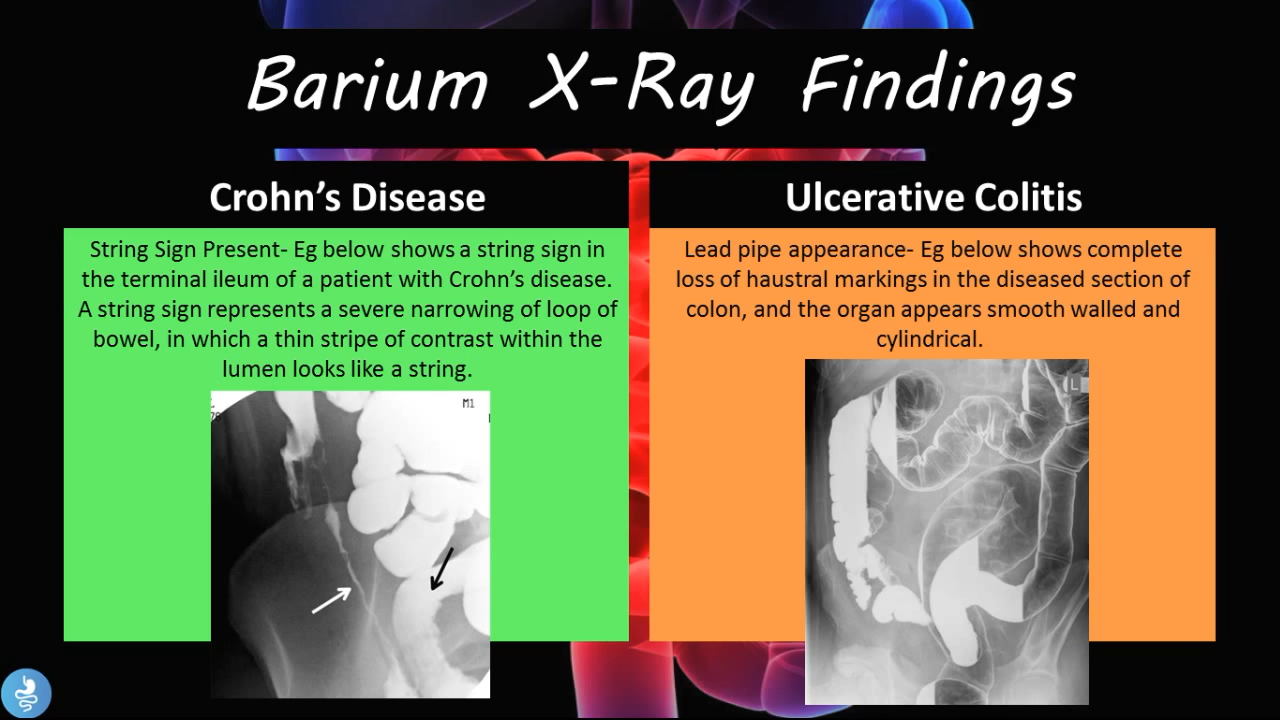 Barium X-Ray Findings
Crohn’s Disease
String Sign Present- Eg below shows a string sign in
the terminal ileum of a patient with Crohn’s disease.
A string sign represents a severe narrowing of loop of
bowel, in which a thin stripe of contrast within the
lumen looks like a string.
M1
Ulcerative Colitis
Lead pipe appearance- Eg below shows complete
loss of haustral markings in the diseased section of
colon, and the organ appears smooth walled and
cylindrical.
L